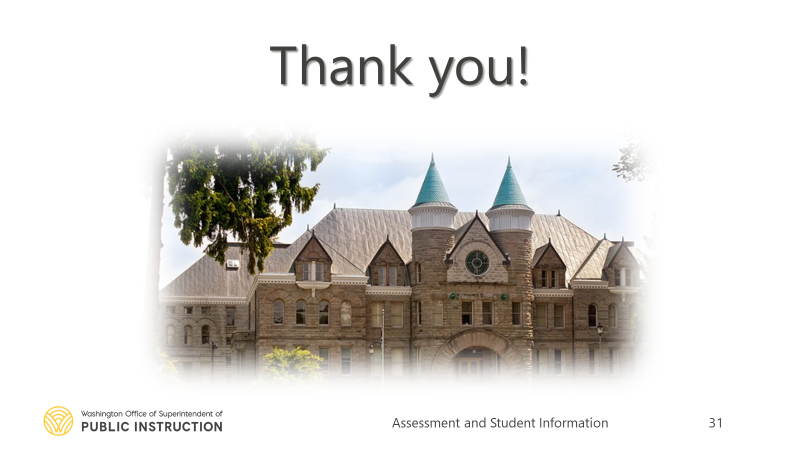 Thank you!
Washington Office of Superintendent of
PUBLIC INSTRUCTION
Assessment and Student Information
31